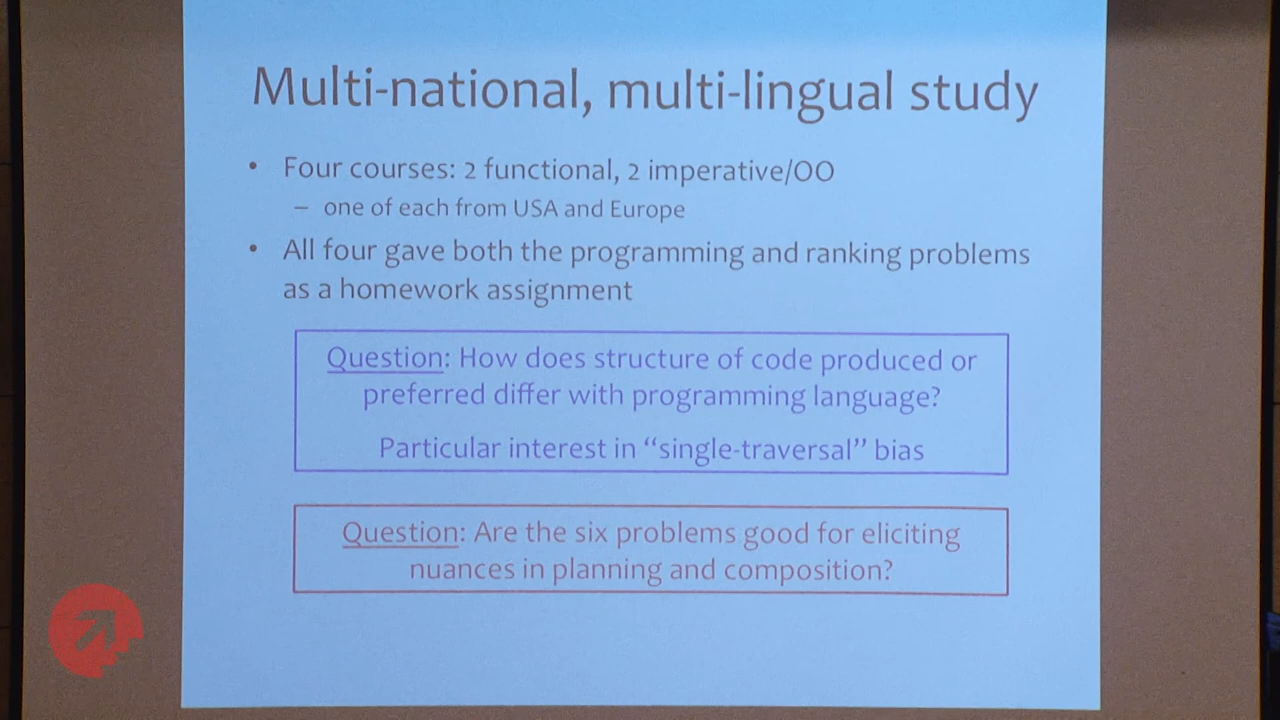 Multi-national, multi-lingual study
• Four courses: 2 functional, 2 imperative/OO
– one of each from USA and Europe
• All four gave both the programming and ranking problems
as a homework assignment
Question: How does structure of code produced or
preferred differ with programming language?
Particular interest in “single-traversal” bias
Question: Are the six problems good for eliciting
nuances in planning and composition?